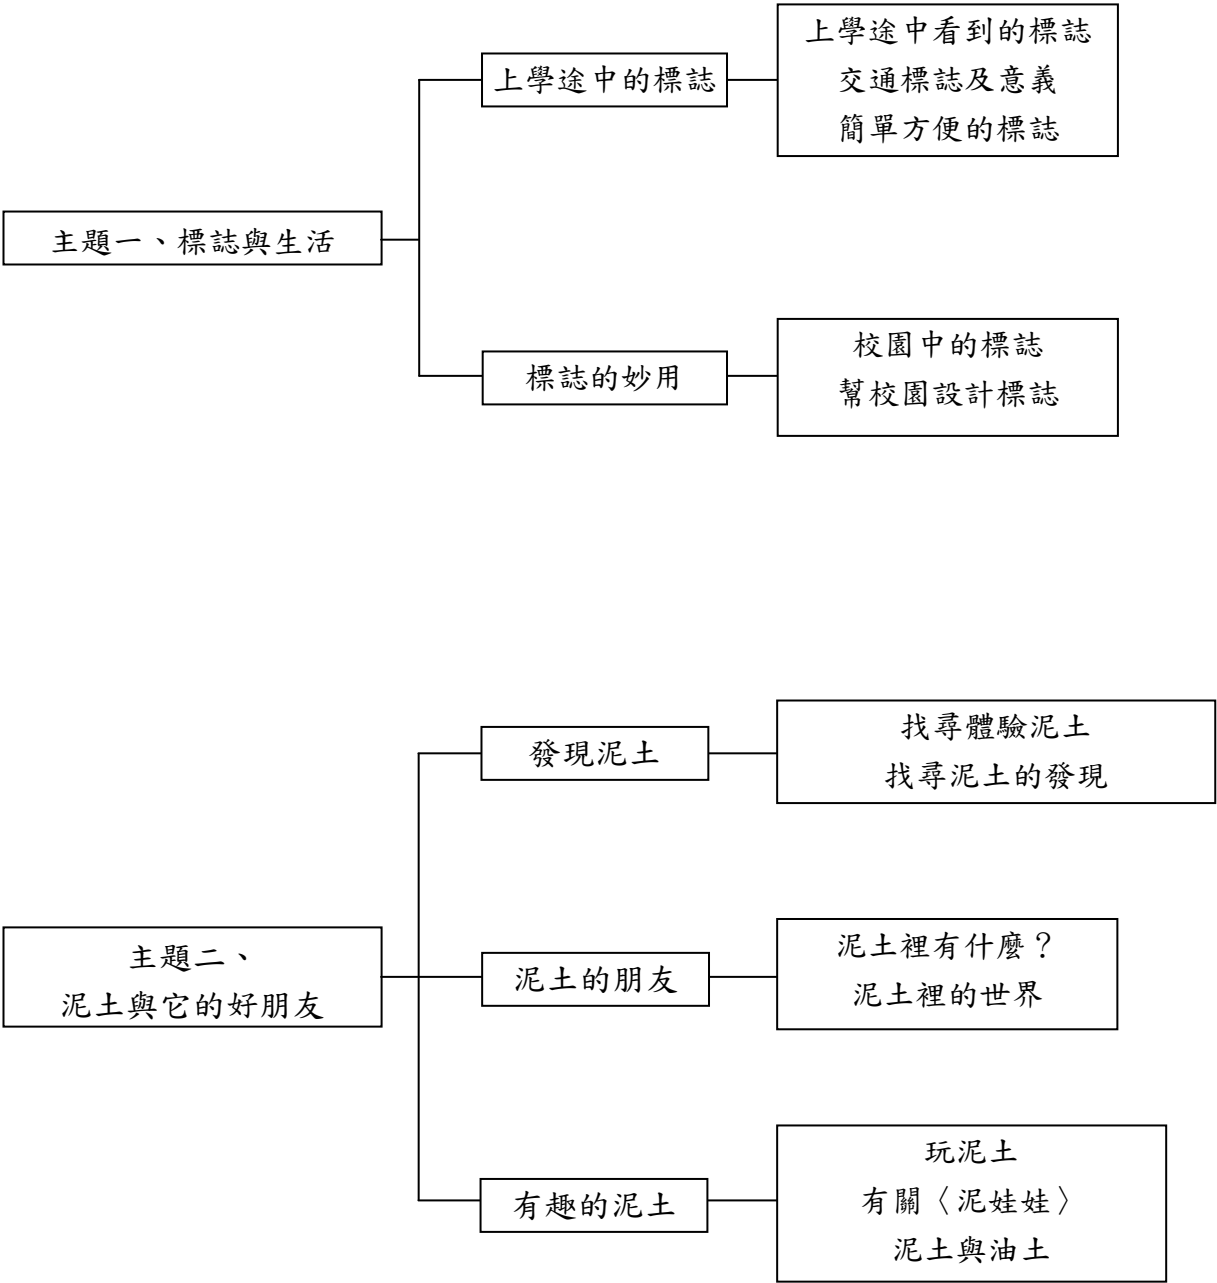 主題一、標誌與生活
上學途中的標誌
上學途中看到的標誌
交通標誌及意義
簡單方便的標誌
標誌的妙用
校園中的標誌
幫校園設計標誌
主題二、
泥土與它的好朋友
發現泥土
找尋體驗泥土
找尋泥土的發現
泥土的朋友
泥土裡有什麼？
泥土裡的世界
有趣的泥土
玩泥土
有關〈泥娃娃〉
泥土與油土